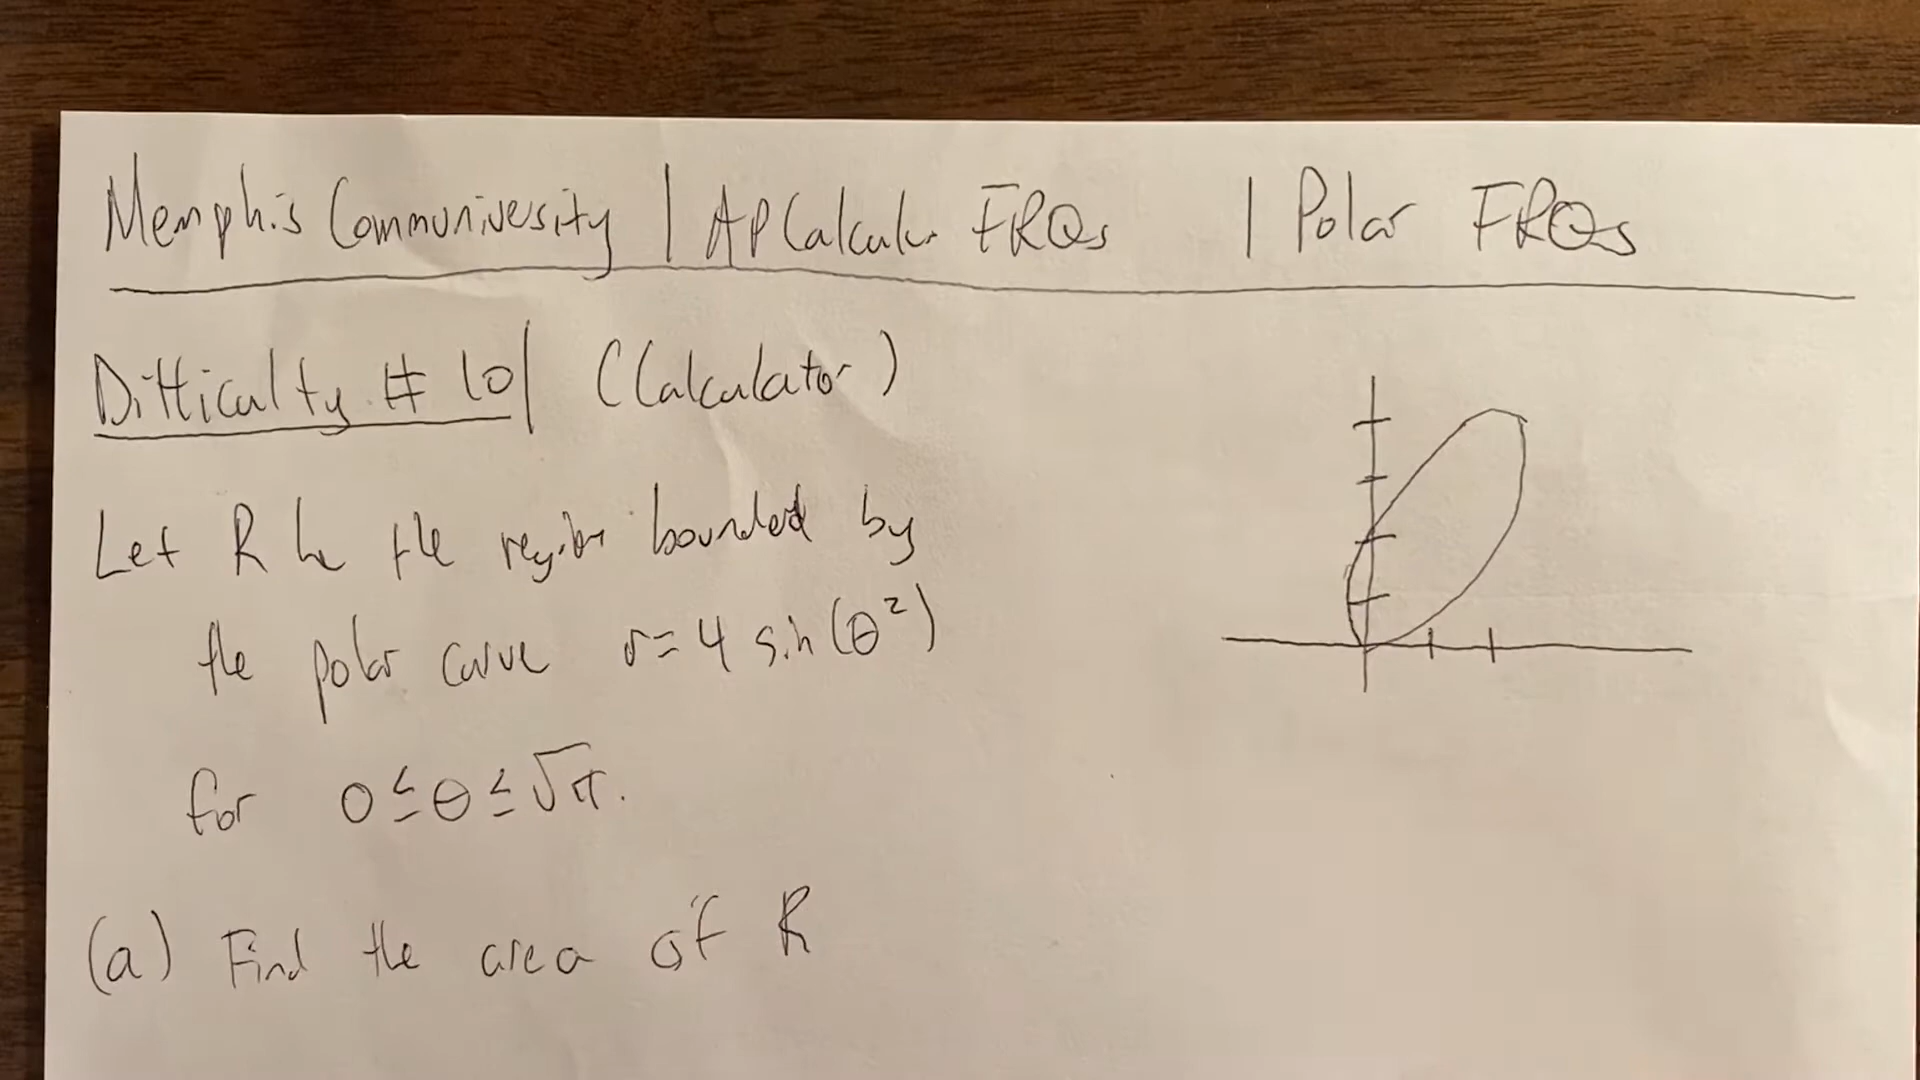 Memphis Communiversity | AP Calculus FRQs | Polar FRQs
Difficulty # 10 | (Calculator)
Let R be the region bounded by
the polar curve r=4 sin(θ²)
for 0≤θ≤√π.
(a) Find the area of R